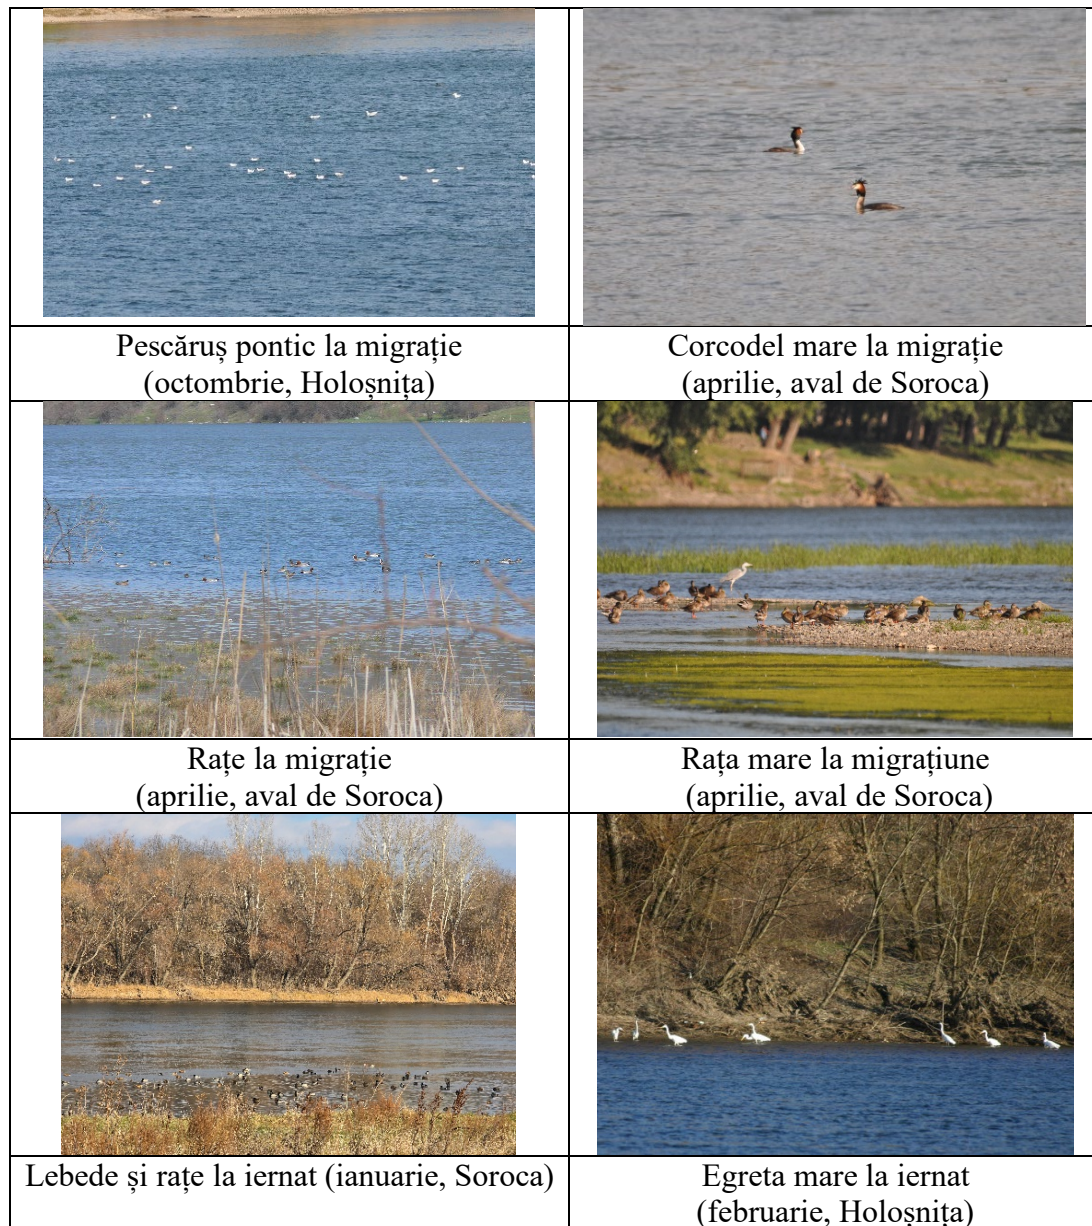 Pescăruș pontic la migrație
(octombrie, Holoșnița)
Corcodel mare la migrație
(aprilie, aval de Soroca)
Rațe la migrație
(aprilie, aval de Soroca)
Rața mare la migrațiune
(aprilie, aval de Soroca)
Lebede și rațe la iernat (ianuarie, Soroca)
Egreta mare la iernat
(februarie, Holoșnița)